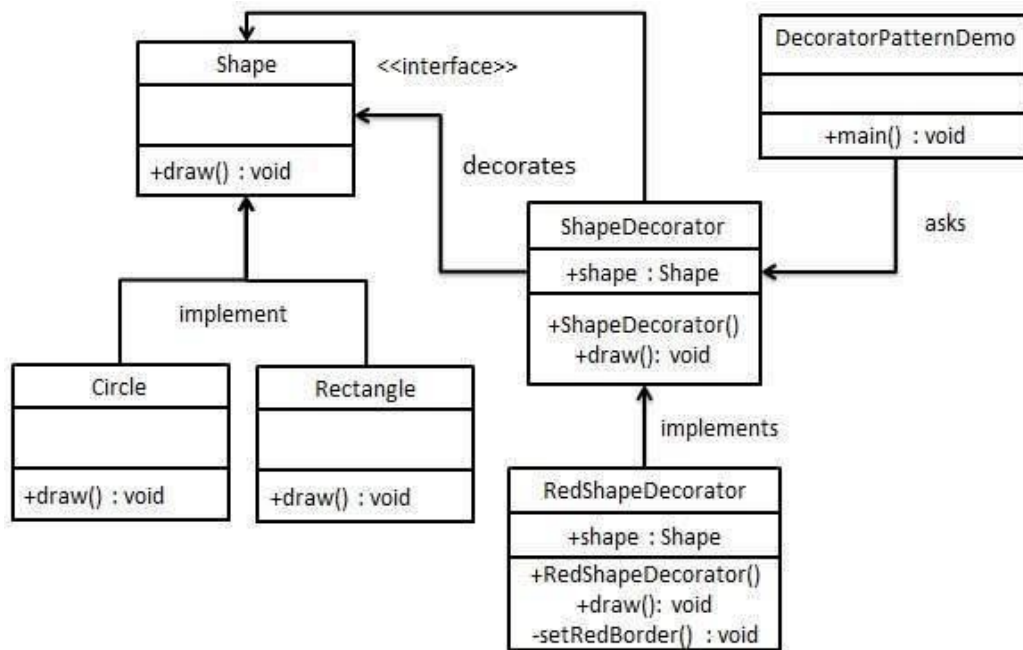 Shape
+draw() : void
<<interface>>
decorates
DecoratorPatternDemo
+main() : void
asks
ShapeDecorator
+shape : Shape
+ShapeDecorator()
+draw(): void
implement
Circle
+draw() : void
Rectangle
+draw() : void
implements
RedShapeDecorator
+shape : Shape
+RedShapeDecorator()
+draw(): void
-setRedBorder() : void